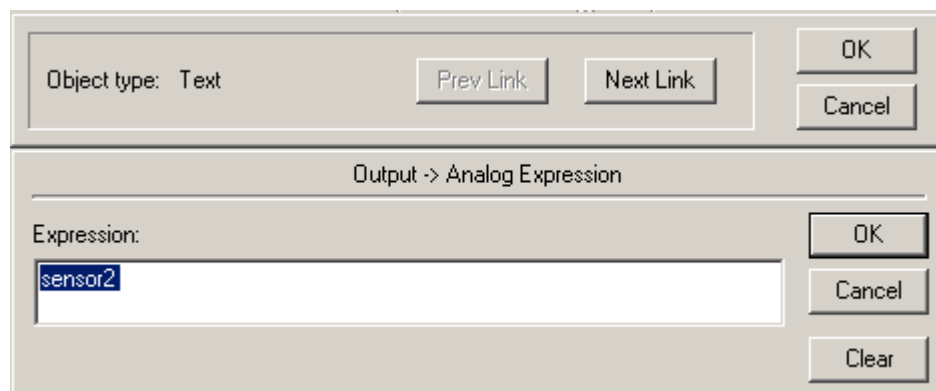 Object type: Text Prev Link Next Link OK
Cancel
Output -> Analog Expression
Expression: OK
sensor2 Cancel
Clear